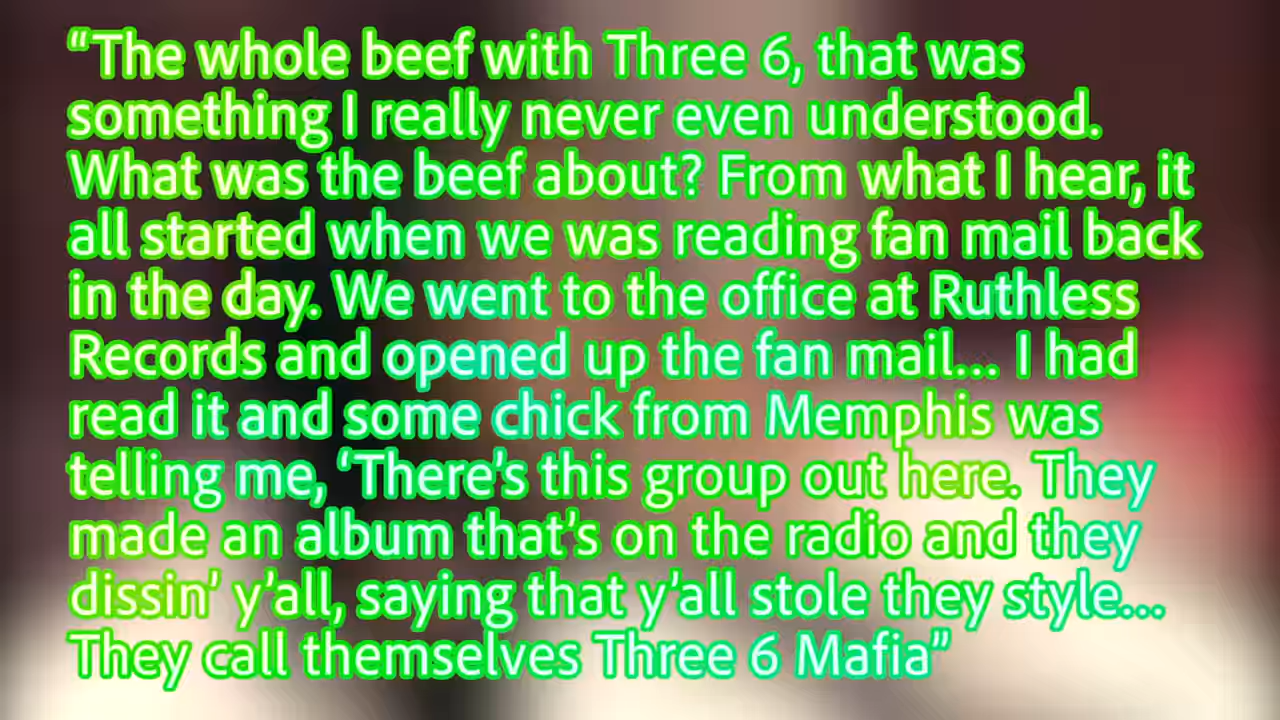 “The whole beef with Three 6, that was
something I really never even understood.
What was the beef about? From what I hear, it
all started when we was reading fan mail back
in the day. We went to the office at Ruthless
Records and opened up the fan mail... I had
read it and some chick from Memphis was
telling me, ‘There’s this group out here. They
made an album that’s on the radio and they
dissin’ y’all, saying that y’all stole they style...
They call themselves Three 6 Mafia”